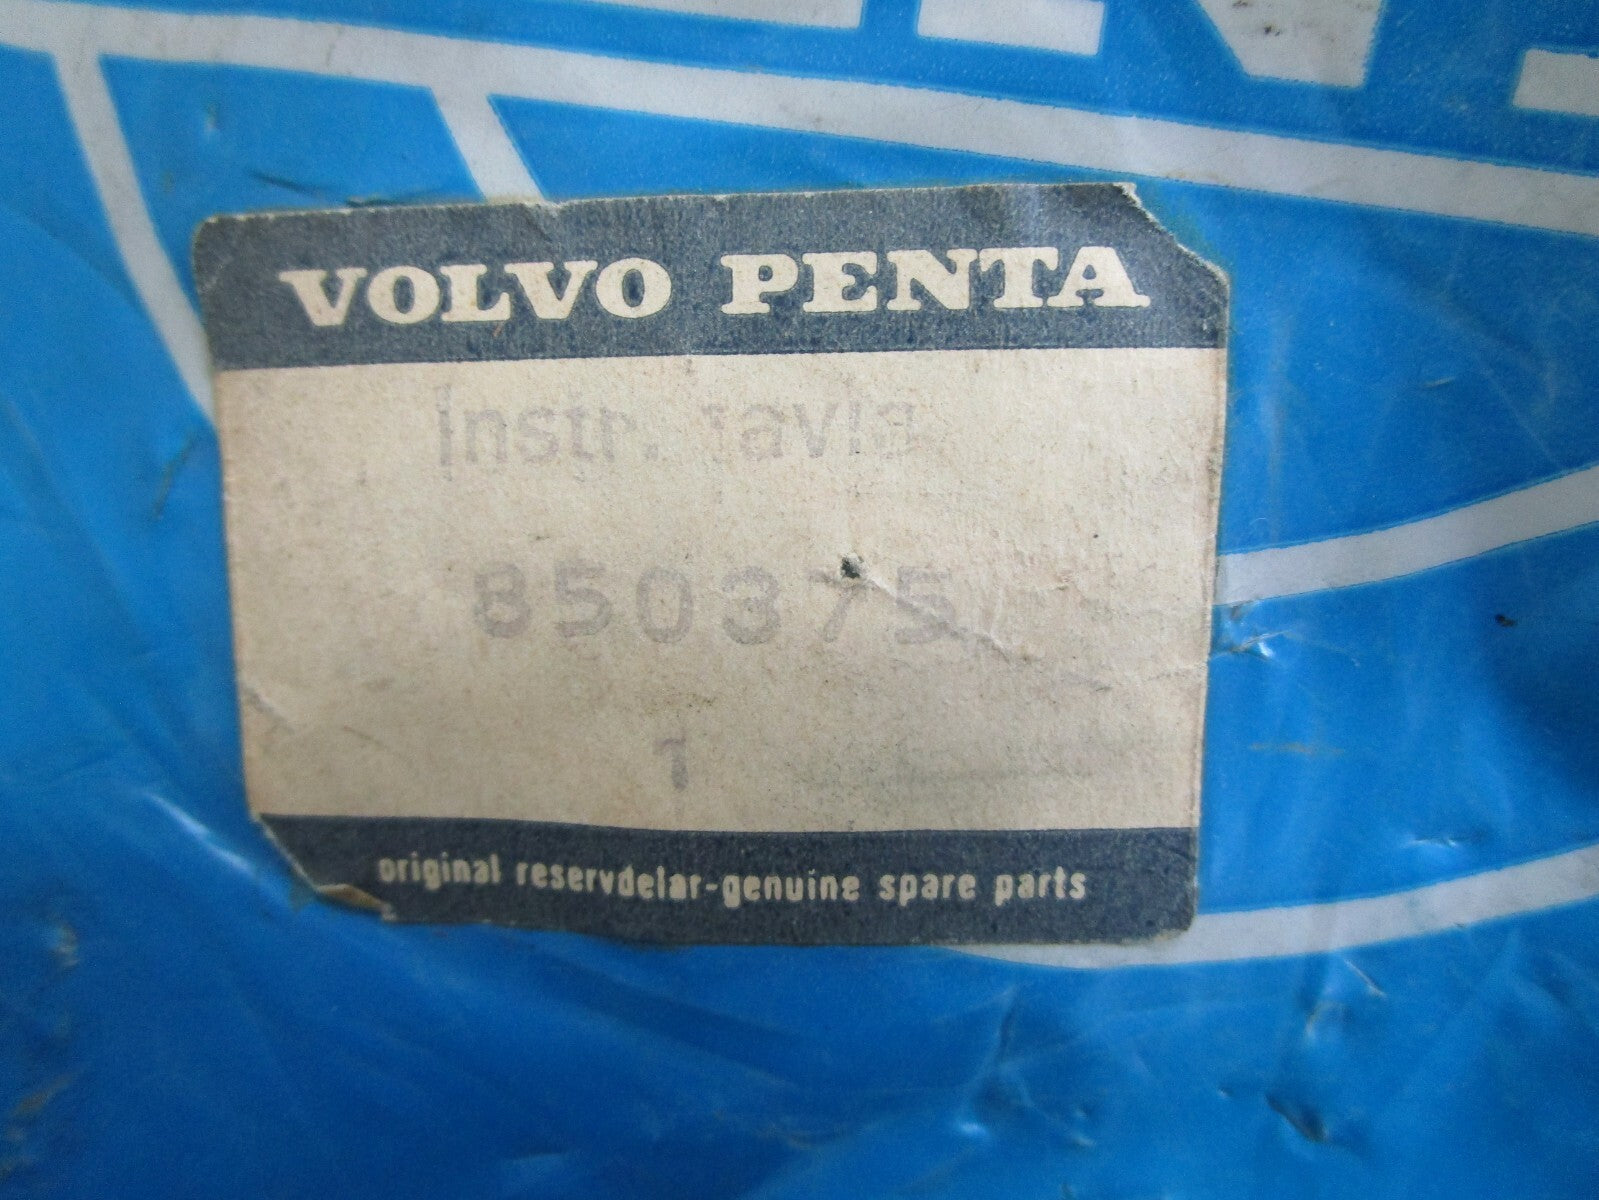 VOLVO PENTA
Instr. tavla
850375
1
original reservdelar-genuine spare parts